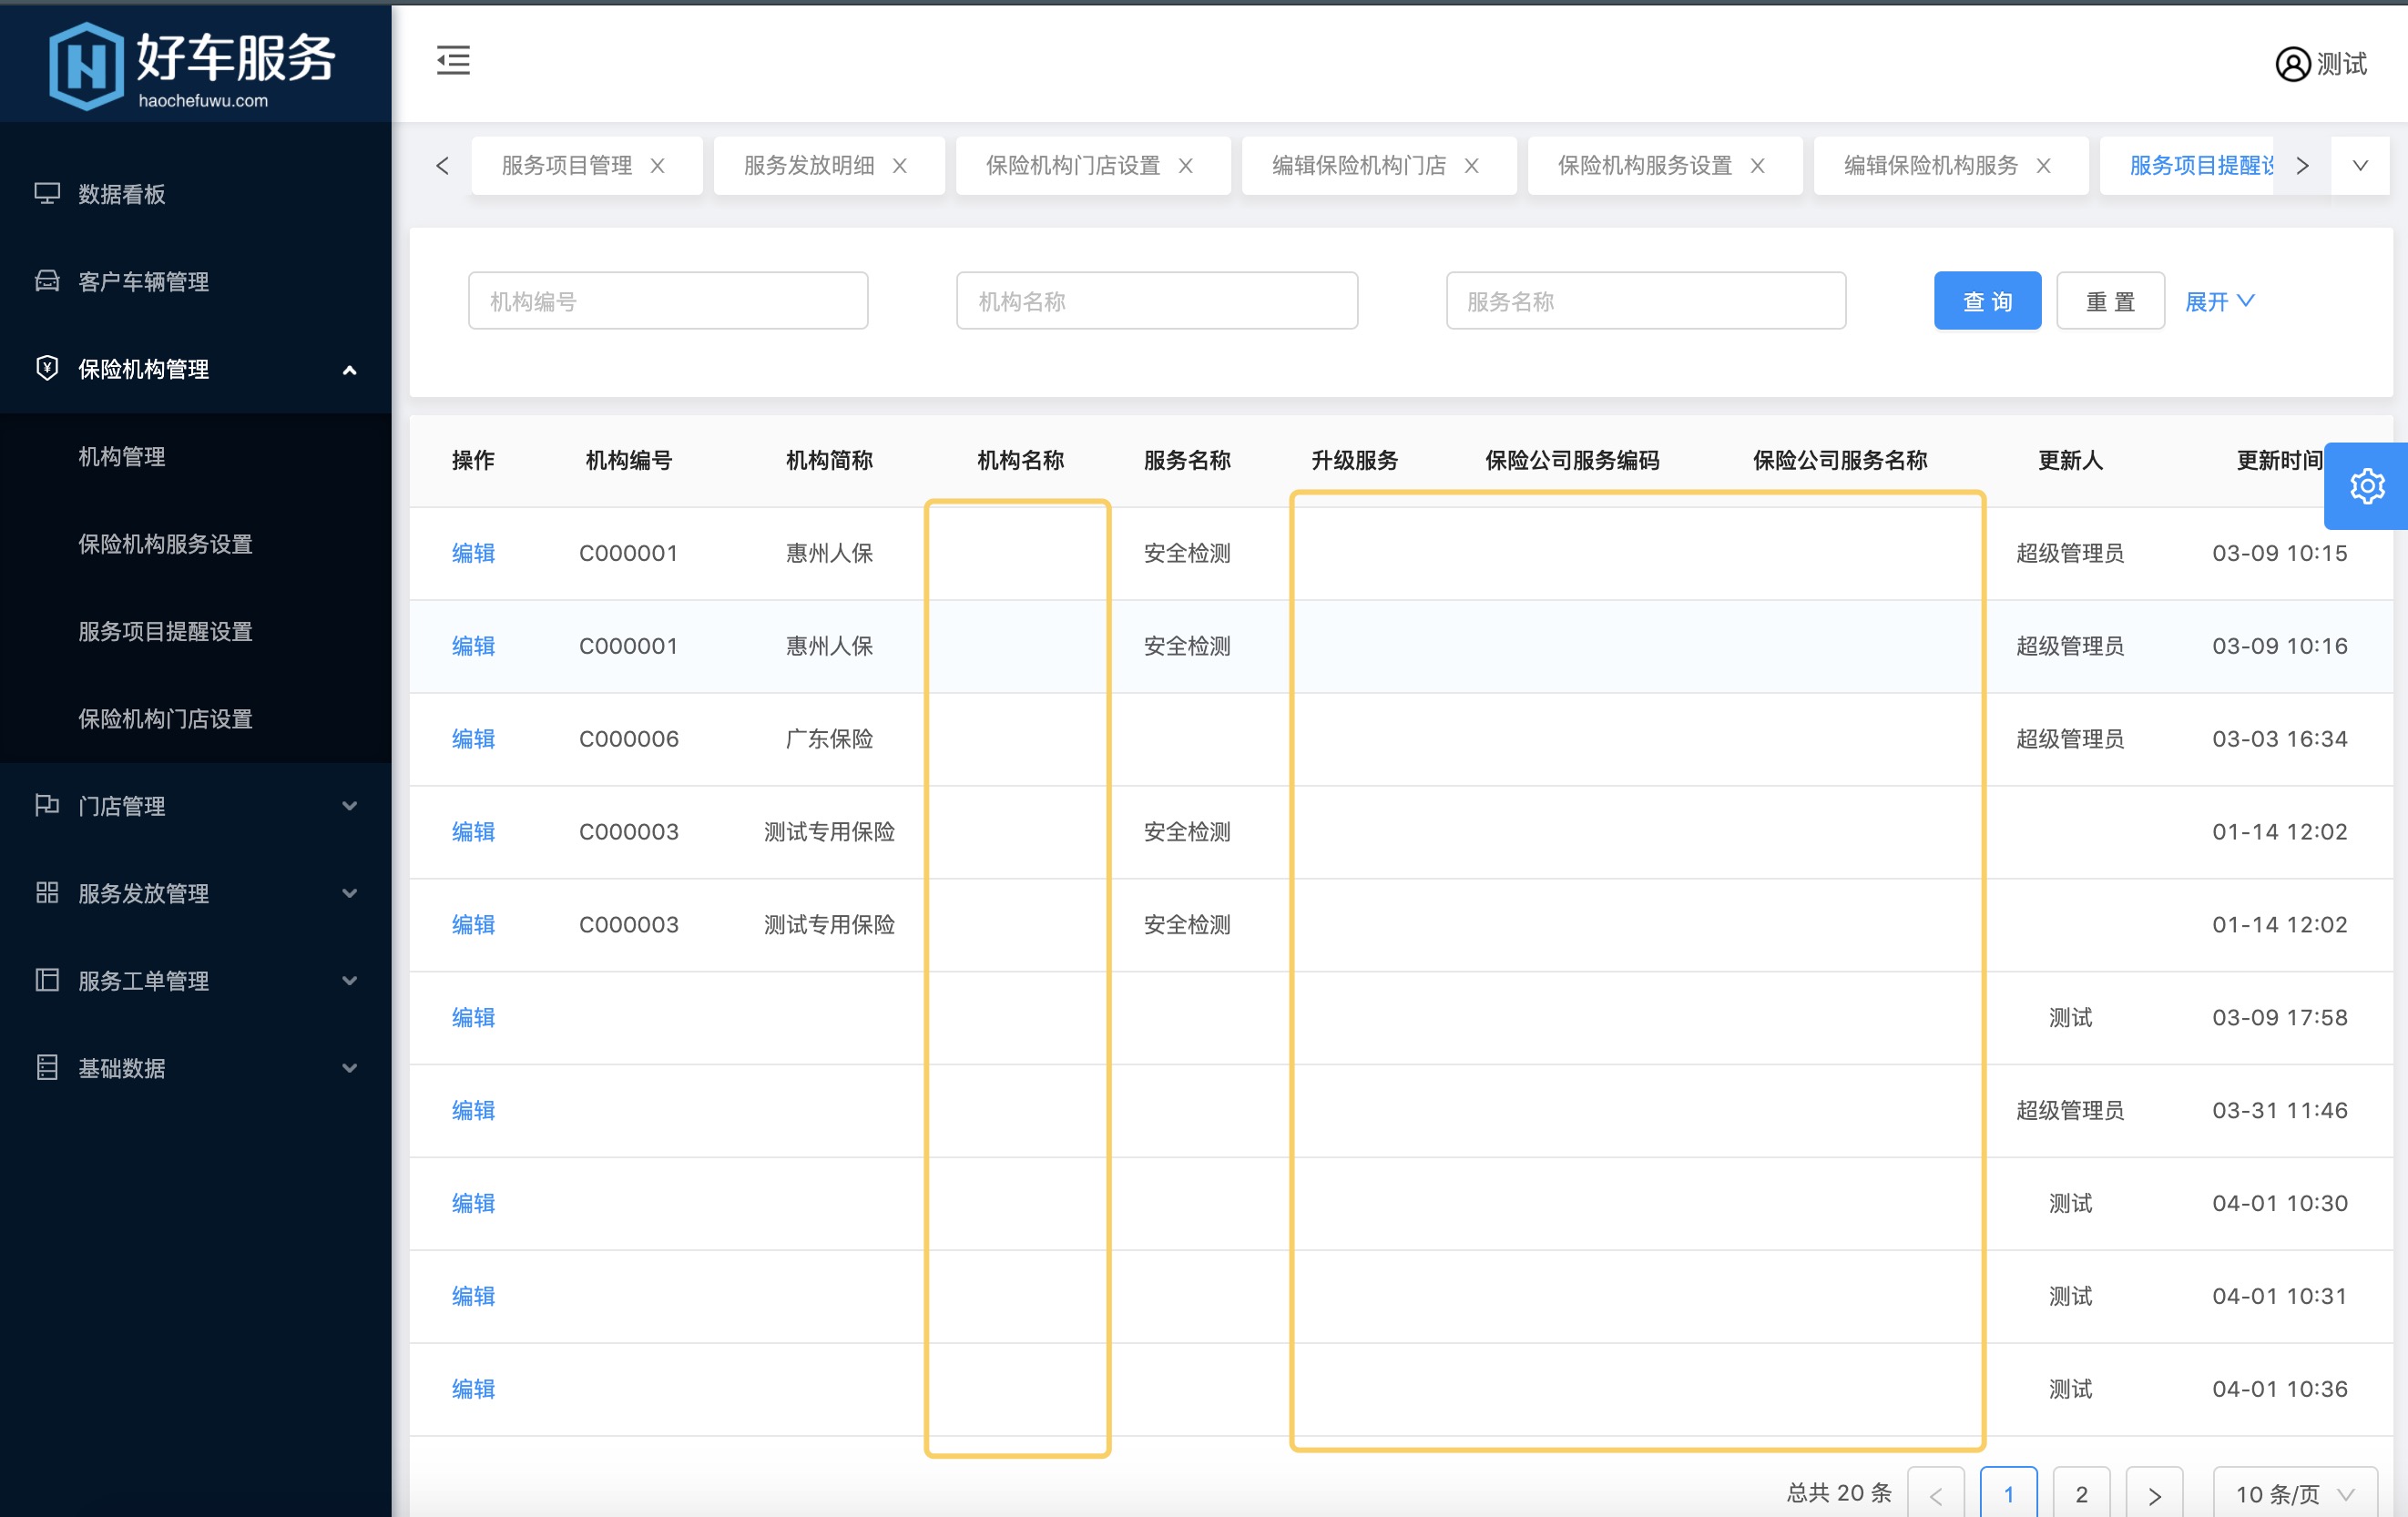 好车服务
haochefuwu.com
测试
数据看板
客户车辆管理
保险机构管理
机构管理
保险机构服务设置
服务项目提醒设置
保险机构门店设置
门店管理
服务发放管理
服务工单管理
基础数据
服务项目管理 X 服务发放明细 X 保险机构门店设置 X 编辑保险机构门店 X 保险机构服务设置 X 编辑保险机构服务 X 服务项目提醒
机构编号 机构名称 服务名称 查 询 重 置 展开
操作 机构编号 机构简称 机构名称 服务名称 升级服务 保险公司服务编码 保险公司服务名称 更新人 更新时间
编辑 C000001 惠州人保 安全检测 超级管理员 03-09 10:15
编辑 C000001 惠州人保 安全检测 超级管理员 03-09 10:16
编辑 C000006 广东保险 超级管理员 03-03 16:34
编辑 C000003 测试专用保险 安全检测 01-14 12:02
编辑 C000003 测试专用保险 安全检测 01-14 12:02
编辑 测试 03-09 17:58
编辑 超级管理员 03-31 11:46
编辑 测试 04-01 10:30
编辑 测试 04-01 10:31
编辑 测试 04-01 10:36
总共 20 条 < 1 2 > 10 条/页